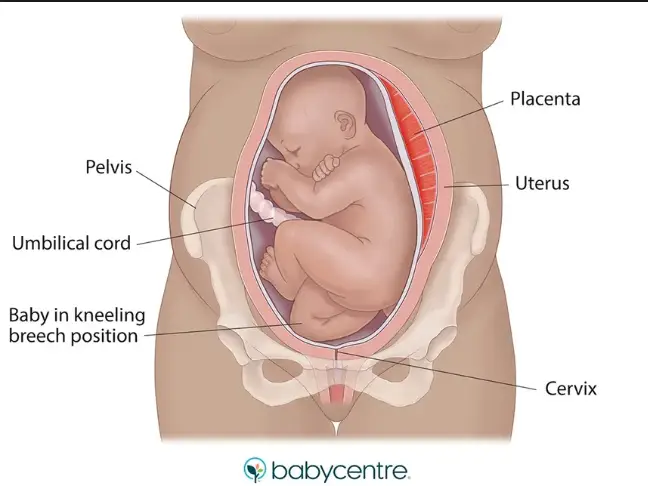 Placenta
Pelvis
Uterus
Umbilical cord
Baby in kneeling
breech position
Cervix
babycentre®